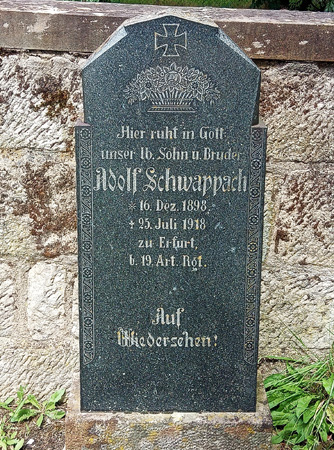 Hier ruht in Gott
unser lb. Sohn u. Bruder
Adolf Schwappach
* 16. Dez. 1898,
† 25. Juli 1918
zu Erfurt,
b. 19. Art. Rgt.
Auf
Wiedersehen!